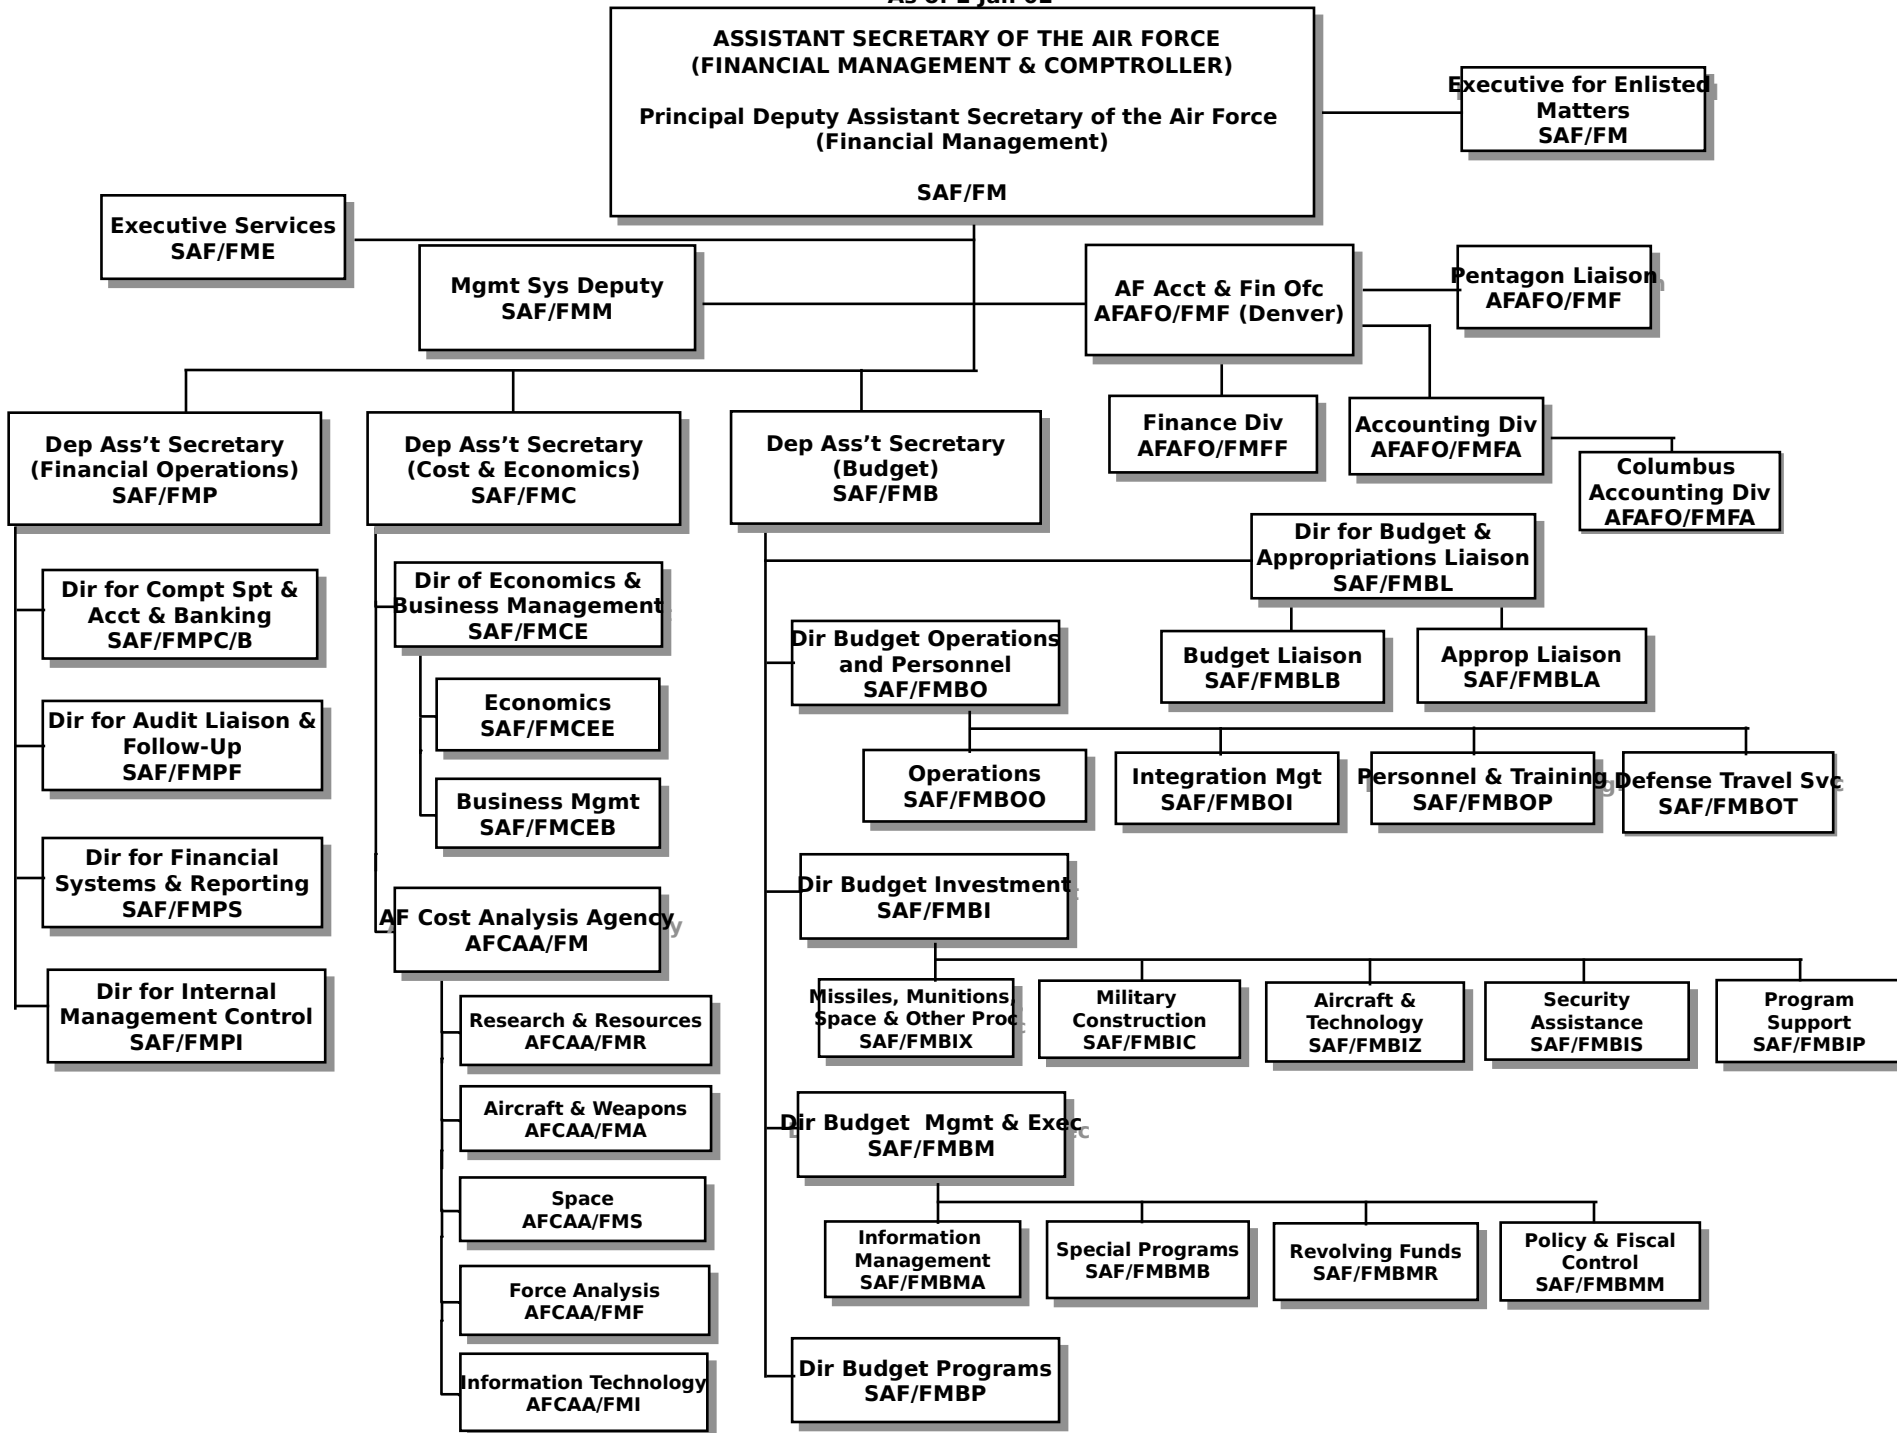 As of 2 Jan 02
ASSISTANT SECRETARY OF THE AIR FORCE
(FINANCIAL MANAGEMENT & COMPTROLLER)
Principal Deputy Assistant Secretary of the Air Force
(Financial Management)
SAF/FM
Executive for Enlisted
Matters
SAF/FM
Executive Services
SAF/FME
Mgmt Sys Deputy
SAF/FMM
AF Acct & Fin Ofc
AFAFO/FMF (Denver)
Pentagon Liaison
AFAFO/FMF
Finance Div
AFAFO/FMFF
Accounting Div
AFAFO/FMFA
Columbus
Accounting Div
AFAFO/FMFA
Dep Ass’t Secretary
(Financial Operations)
SAF/FMP
Dep Ass’t Secretary
(Cost & Economics)
SAF/FMC
Dep Ass’t Secretary
(Budget)
SAF/FMB
Dir for Compt Spt &
Acct & Banking
SAF/FMPC/B
Dir for Audit Liaison &
Follow-Up
SAF/FMPF
Dir for Financial
Systems & Reporting
SAF/FMPS
Dir for Internal
Management Control
SAF/FMPI
Dir of Economics &
Business Management
SAF/FMCE
Economics
SAF/FMCEE
Business Mgmt
SAF/FMCEB
AF Cost Analysis Agency
AFCAA/FM
Research & Resources
AFCAA/FMR
Aircraft & Weapons
AFCAA/FMA
Space
AFCAA/FMS
Force Analysis
AFCAA/FMF
Information Technology
AFCAA/FMI
Dir for Budget &
Appropriations Liaison
SAF/FMBL
Budget Liaison
SAF/FMBLB
Approp Liaison
SAF/FMBLA
Dir Budget Operations
and Personnel
SAF/FMBO
Operations
SAF/FMBOO
Integration Mgt
SAF/FMBOI
Personnel & Training
SAF/FMBOP
Defense Travel Svc
SAF/FMBOT
Dir Budget Investment
SAF/FMBI
Missiles, Munitions,
Space & Other Proc
SAF/FMBIX
Military
Construction
SAF/FMBIC
Aircraft &
Technology
SAF/FMBIZ
Security
Assistance
SAF/FMBIS
Program
Support
SAF/FMBIP
Dir Budget  Mgmt & Exec
SAF/FMBM
Information
Management
SAF/FMBMA
Special Programs
SAF/FMBMB
Revolving Funds
SAF/FMBMR
Policy & Fiscal
Control
SAF/FMBMM
Dir Budget Programs
SAF/FMBP